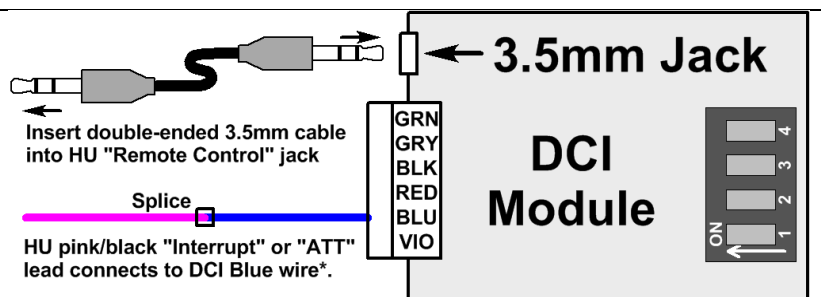 3.5mm Jack
Insert double-ended 3.5mm cable
into HU "Remote Control" jack
GRN
GRY
BLK
RED
BLU
VIO
DCI
Module
4
3
2
1
ON
Splice
HU pink/black "Interrupt" or "ATT"
lead connects to DCI Blue wire*.